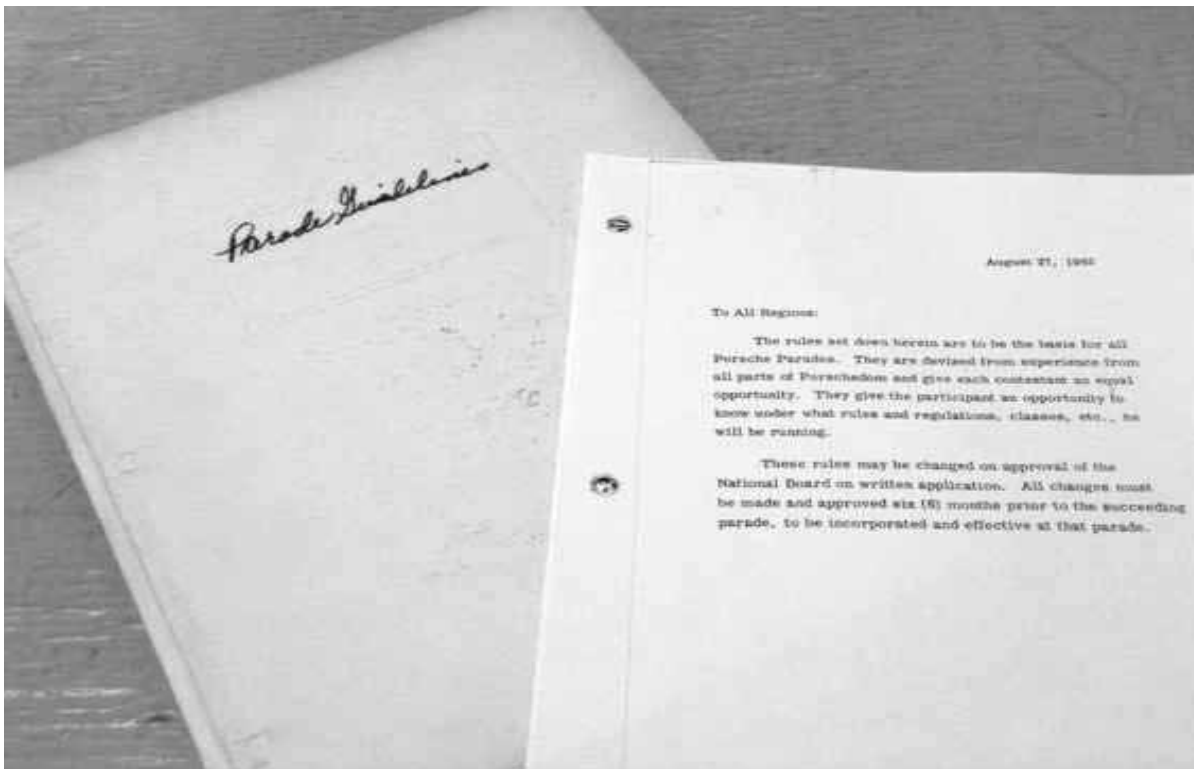 Parade Guidelines
August
To All Regions:
The rules set down herein are to be the basis for all
Porsche Parades. They are devised from experience from
all parts of Porschedom and give each contestant an equal
opportunity. They give the participant an opportunity to
know under what rules and regulations, classes, etc., he
will be running.
These rules may be changed on approval of the
National Board on written application. All changes must
be made and approved six (6) months prior to the succeeding
parade, to be incorporated and effective at that parade.